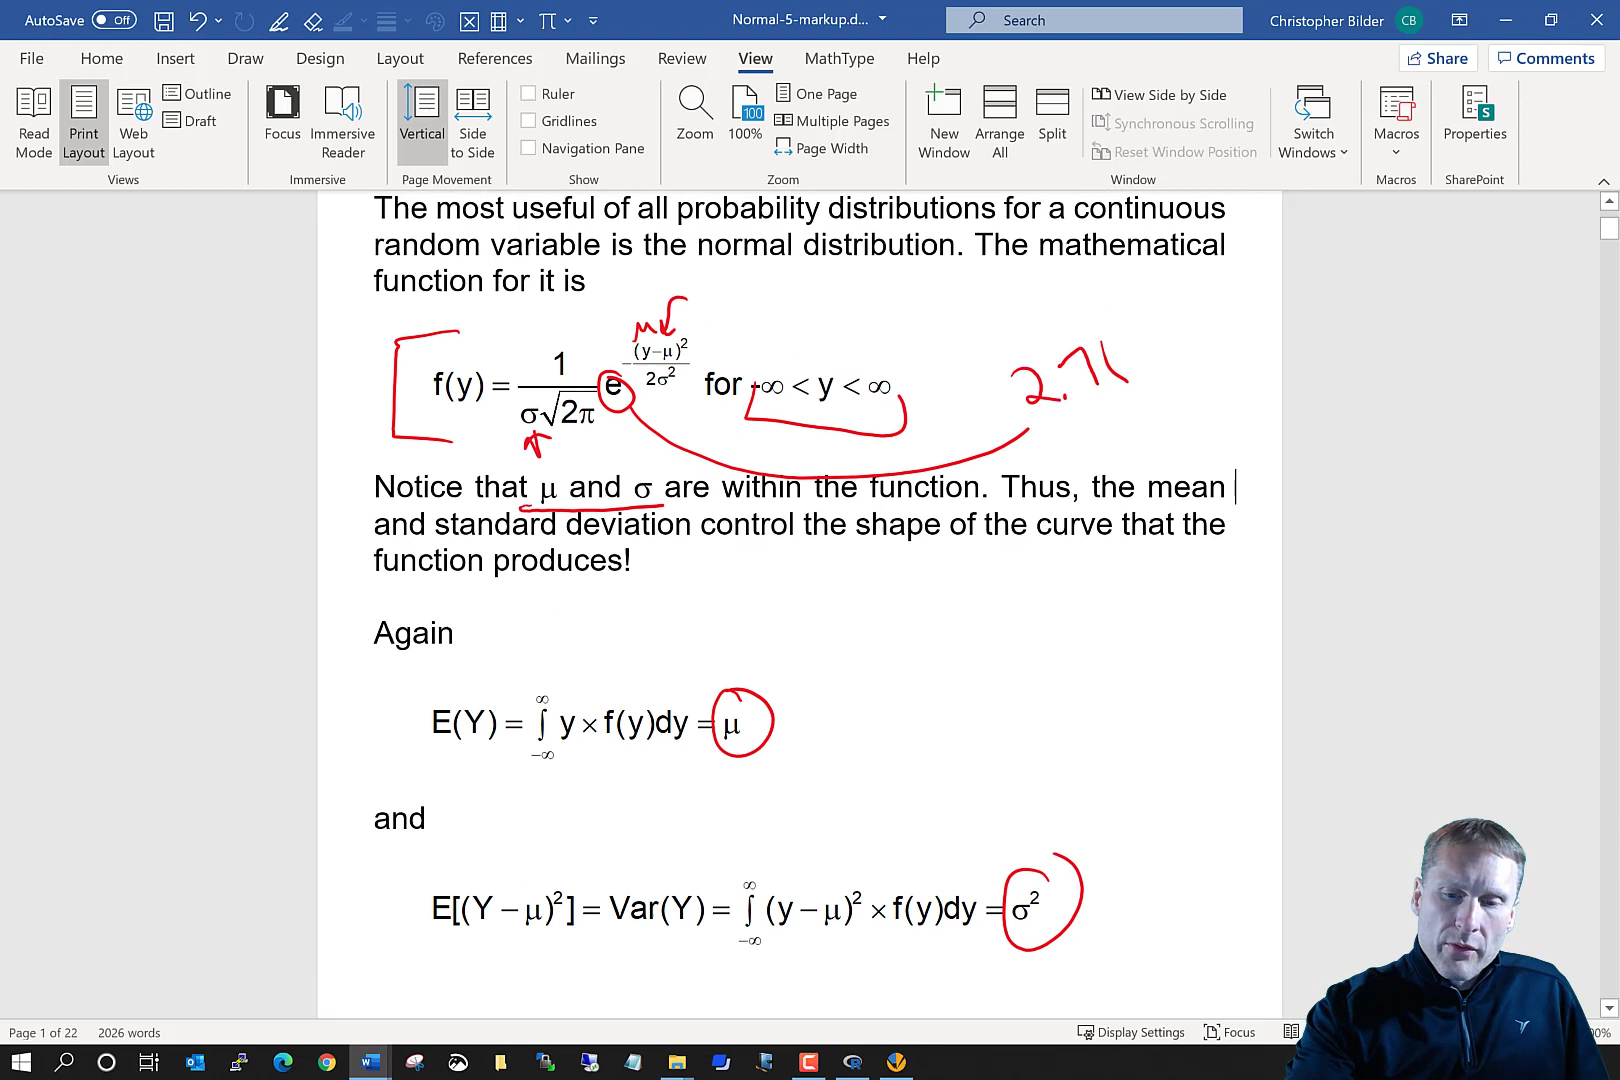 AutoSave Off Normal-5-markup.d... Search Christopher Bilder CB
File Home Insert Draw Design Layout References Mailings Review View MathType Help Share Comments
Read Mode
Print Layout
Web Layout
Outline
Draft
Views
Focus
Immersive Reader
Immersive
Vertical
Side to Side
Page Movement
Ruler
Gridlines
Navigation Pane
Show
Zoom
100
100%
One Page
Multiple Pages
Page Width
Zoom
New Window
Arrange All
Split
View Side by Side
Synchronous Scrolling
Reset Window Position
Switch Windows
Window
Macros
Macros
Properties
SharePoint
The most useful of all probability distributions for a continuous
random variable is the normal distribution. The mathematical
function for it is
μ
f(y) = 1/(σ√2π) e^(−(y−μ)²/(2σ²)) for -∞ < y < ∞
2.71
Notice that μ and σ are within the function. Thus, the mean
and standard deviation control the shape of the curve that the
function produces!
Again
E(Y) = ∫_{−∞}^{∞} y × f(y)dy = μ
and
E[(Y − μ)²] = Var(Y) = ∫_{−∞}^{∞} (y − μ)² × f(y)dy = σ²
Page 1 of 22 2026 words Display Settings Focus